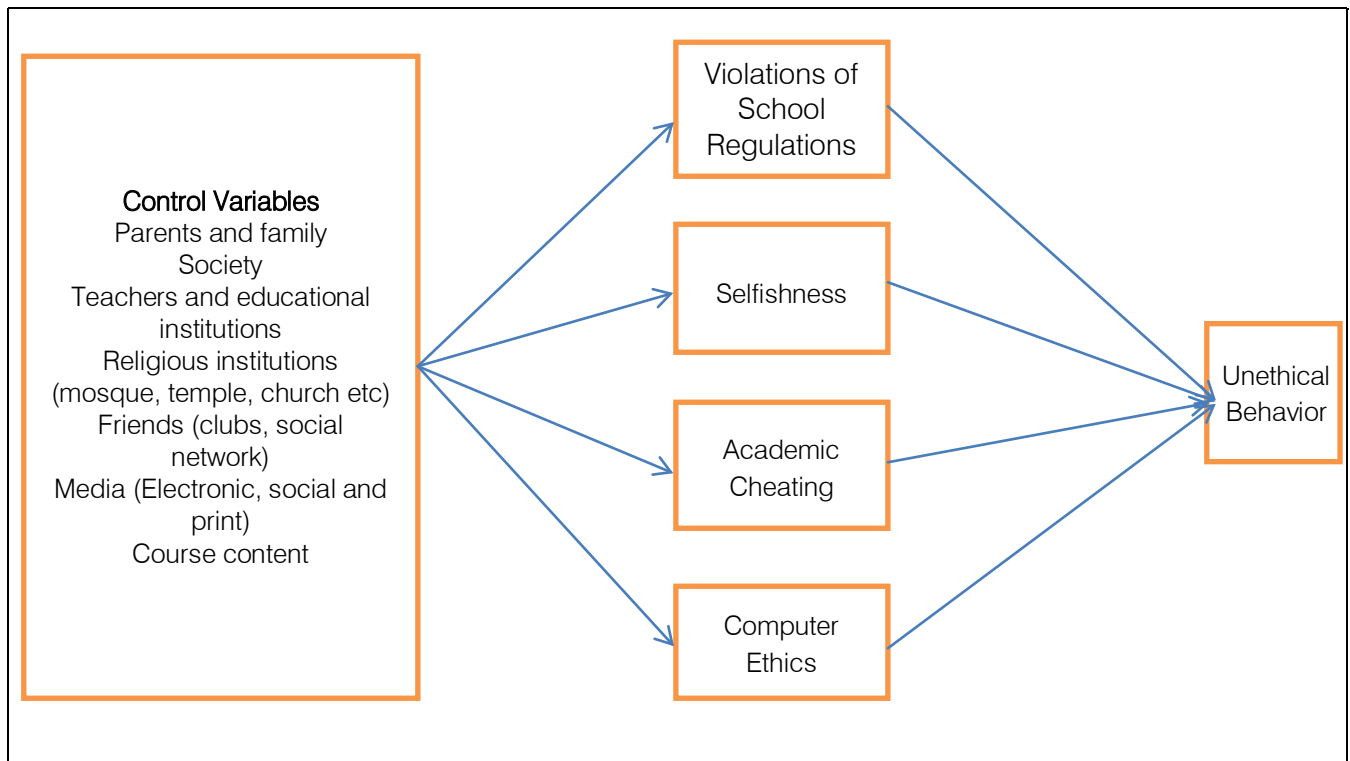 Control Variables
Parents and family
Society
Teachers and educational
institutions
Religious institutions
(mosque, temple, church etc)
Friends (clubs, social
network)
Media (Electronic, social and
print)
Course content
Violations of
School
Regulations
Selfishness
Academic
Cheating
Computer
Ethics
Unethical
Behavior